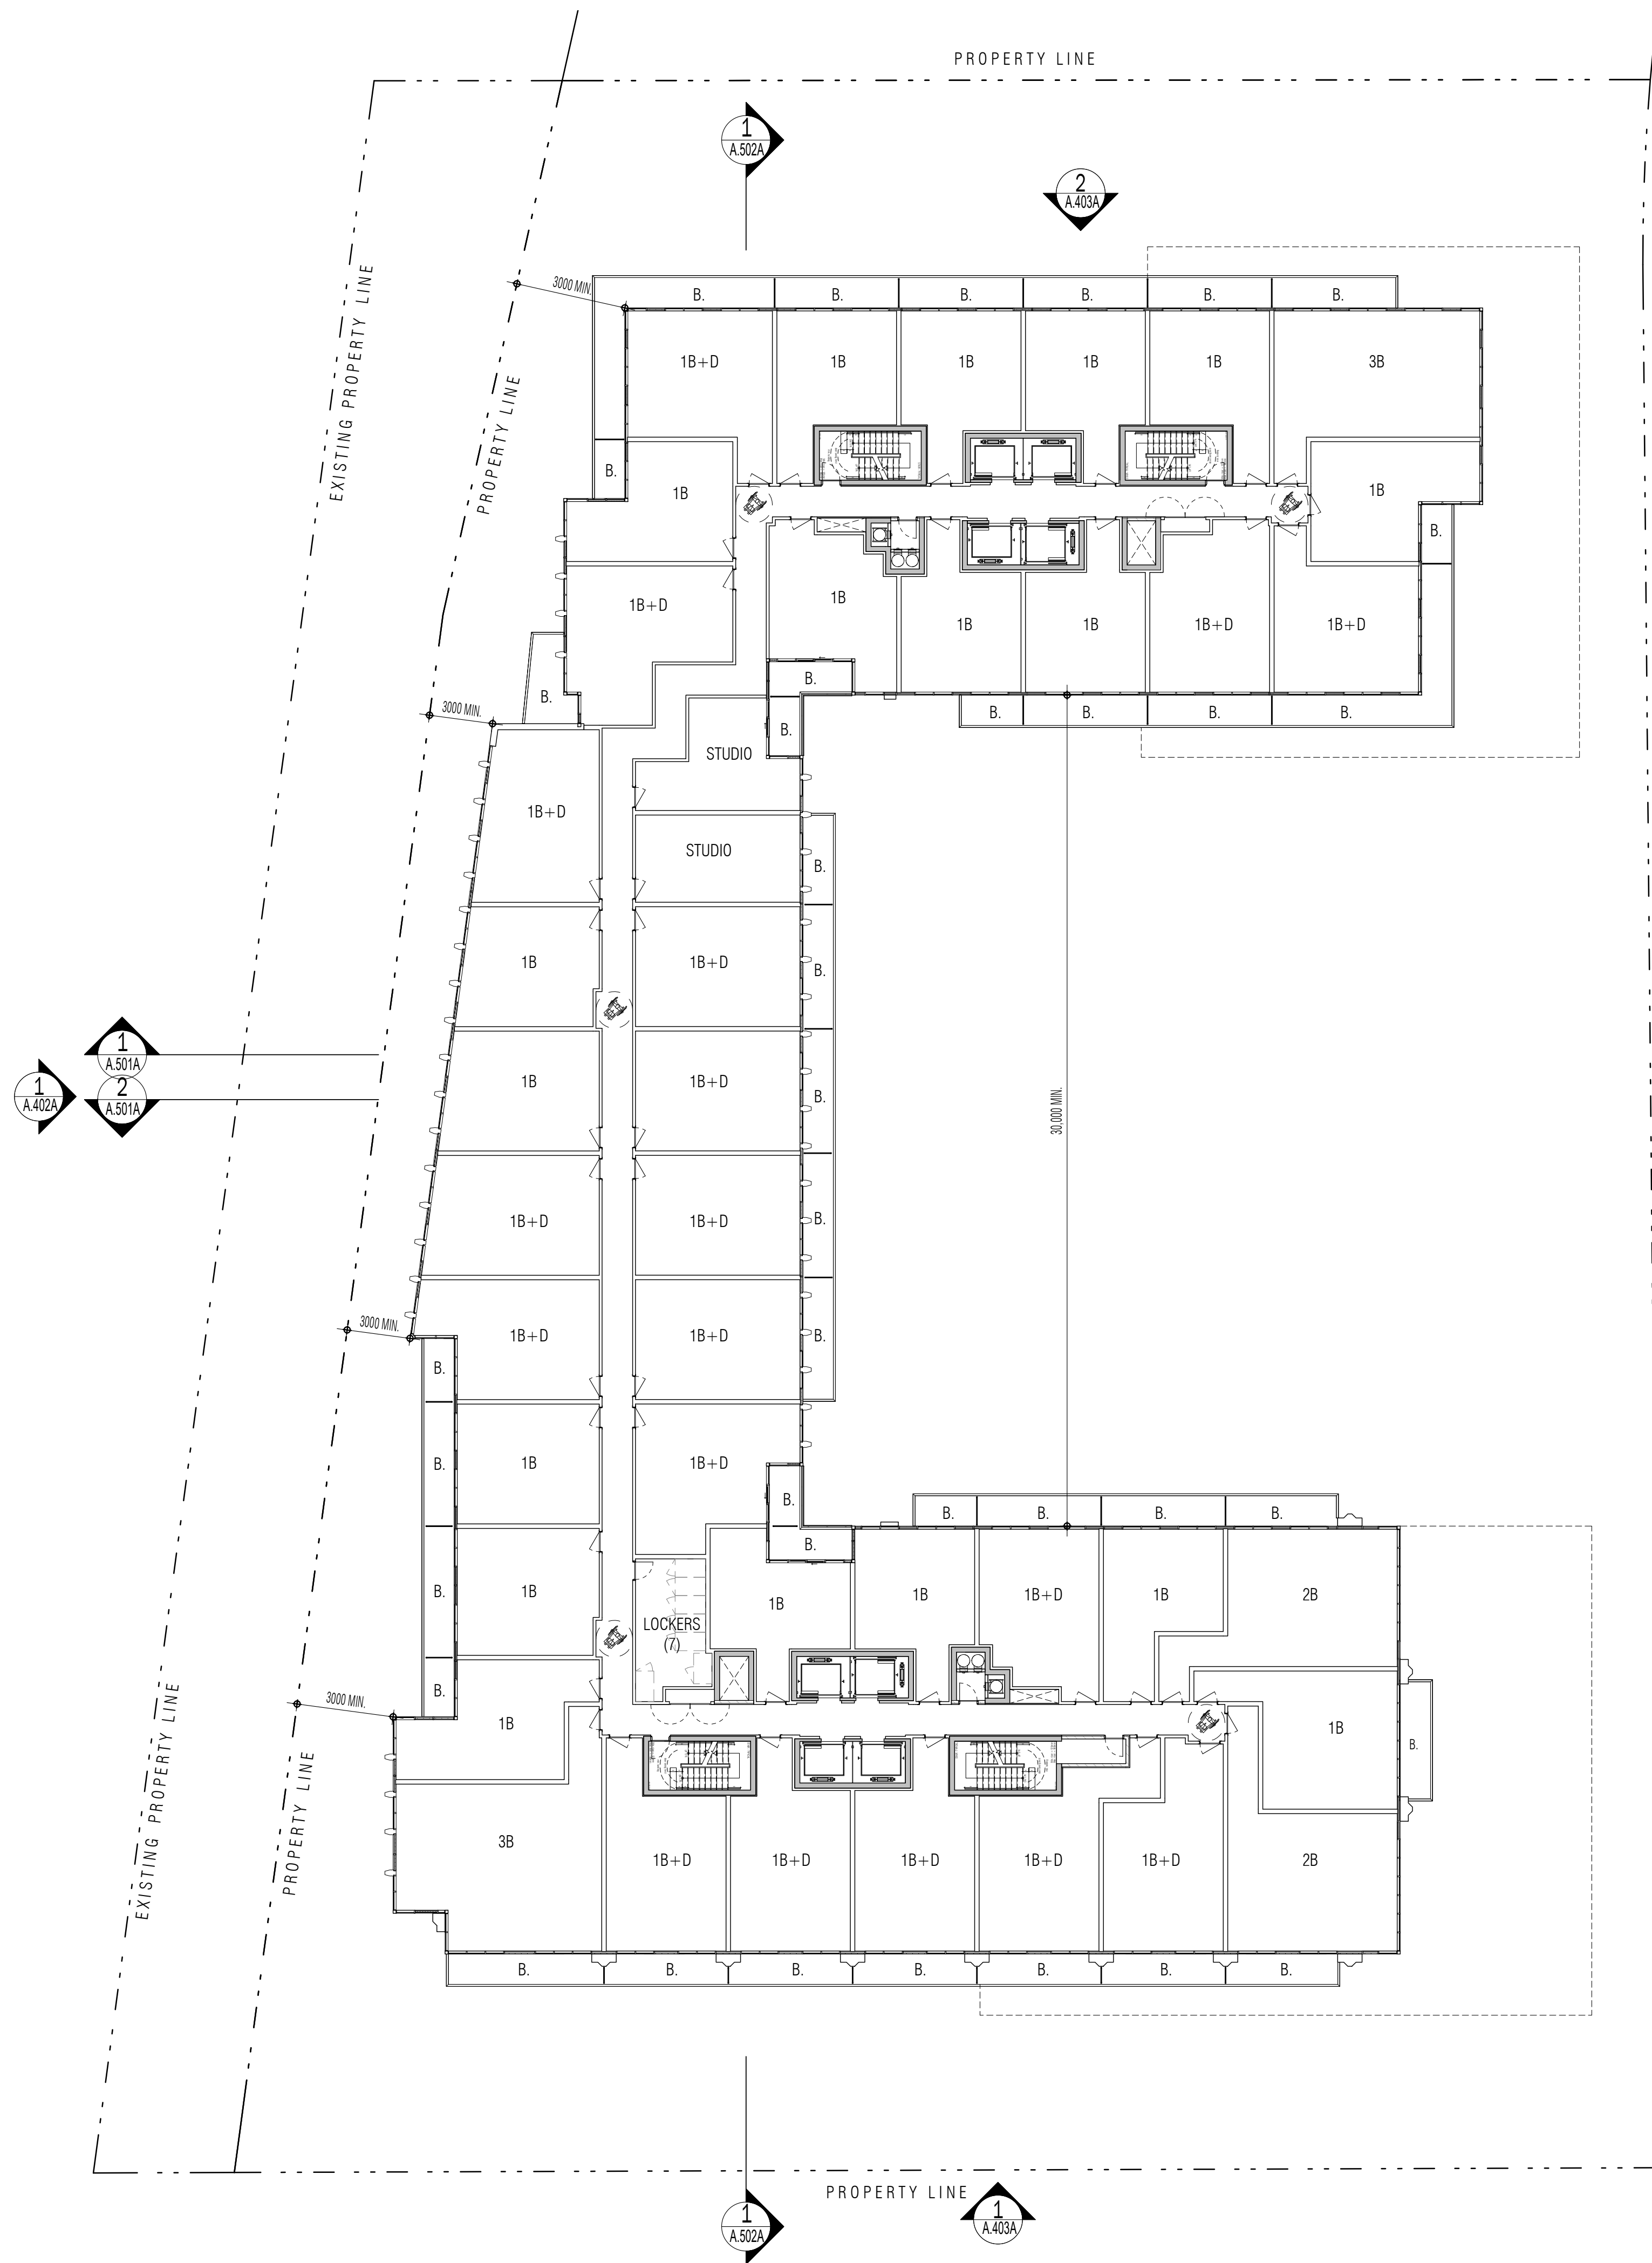 PROPERTY LINE
1
A.502A
2
A.403A
EXISTING PROPERTY LINE
PROPERTY LINE
3000 MIN.
B.
B.
B.
B.
B.
B.
1B+D
1B
1B
1B
1B
3B
B.
1B
1B
B.
1B+D
1B
1B
1B
1B+D
1B+D
B.
B.
3000 MIN.
B.
B.
B.
B.
B.
STUDIO
1B+D
STUDIO
B.
1B
1B+D
B.
1
A.501A
1
A.402A
2
A.501A
1B
1B+D
B.
30,000 MIN.
1B+D
1B+D
B.
3000 MIN.
1B+D
1B+D
B.
B.
B.
1B
1B+D
B.
B.
B.
B.
B.
B.
B.
1B
LOCKERS
(7)
1B
1B
1B+D
1B
2B
B.
3000 MIN.
1B
1B
B.
EXISTING PROPERTY LINE
PROPERTY LINE
3B
1B+D
1B+D
1B+D
1B+D
1B+D
2B
B.
B.
B.
B.
B.
B.
B.
PROPERTY LINE
1
A.502A
1
A.403A